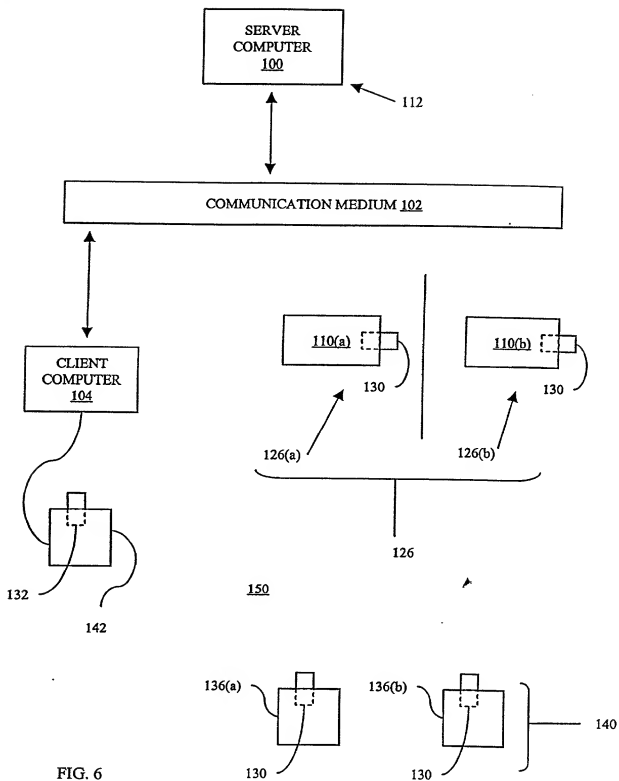 SERVER
COMPUTER
100
112
COMMUNICATION MEDIUM 102
110(a)
110(b)
CLIENT
COMPUTER
104
130
130
126(a)
126(b)
126
132
142
150
136(a)
136(b)
140
130
130
FIG. 6